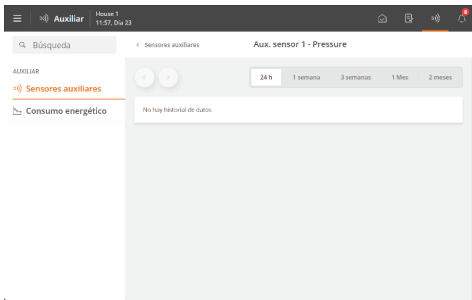 Auxiliar
House 1
11:57, Día 23
8
Búsqueda
Sensores auxiliares
Aux. sensor 1 - Pressure
AUXILIAR
Sensores auxiliares
Consumo energético
24 h
1 semana
3 semanas
1 Mes
2 meses
No hay historial de datos